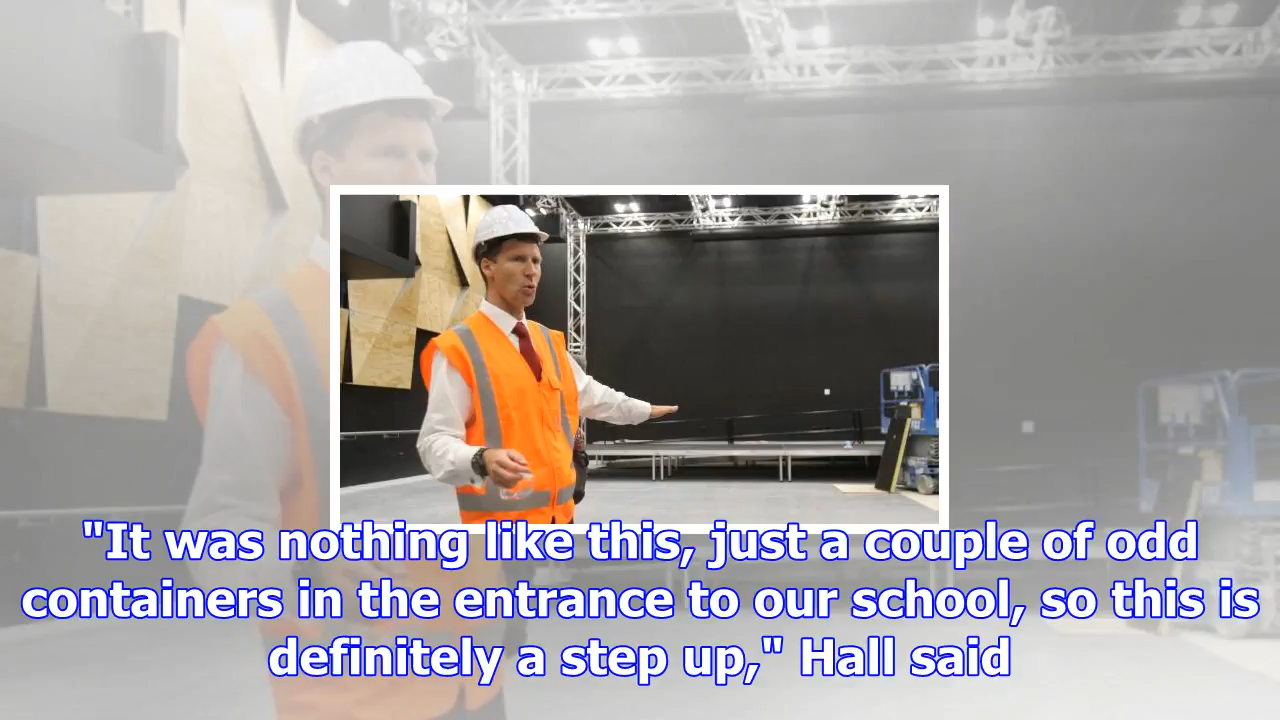 "It was nothing like this, just a couple of odd
containers in the entrance to our school, so this is
definitely a step up," Hall said